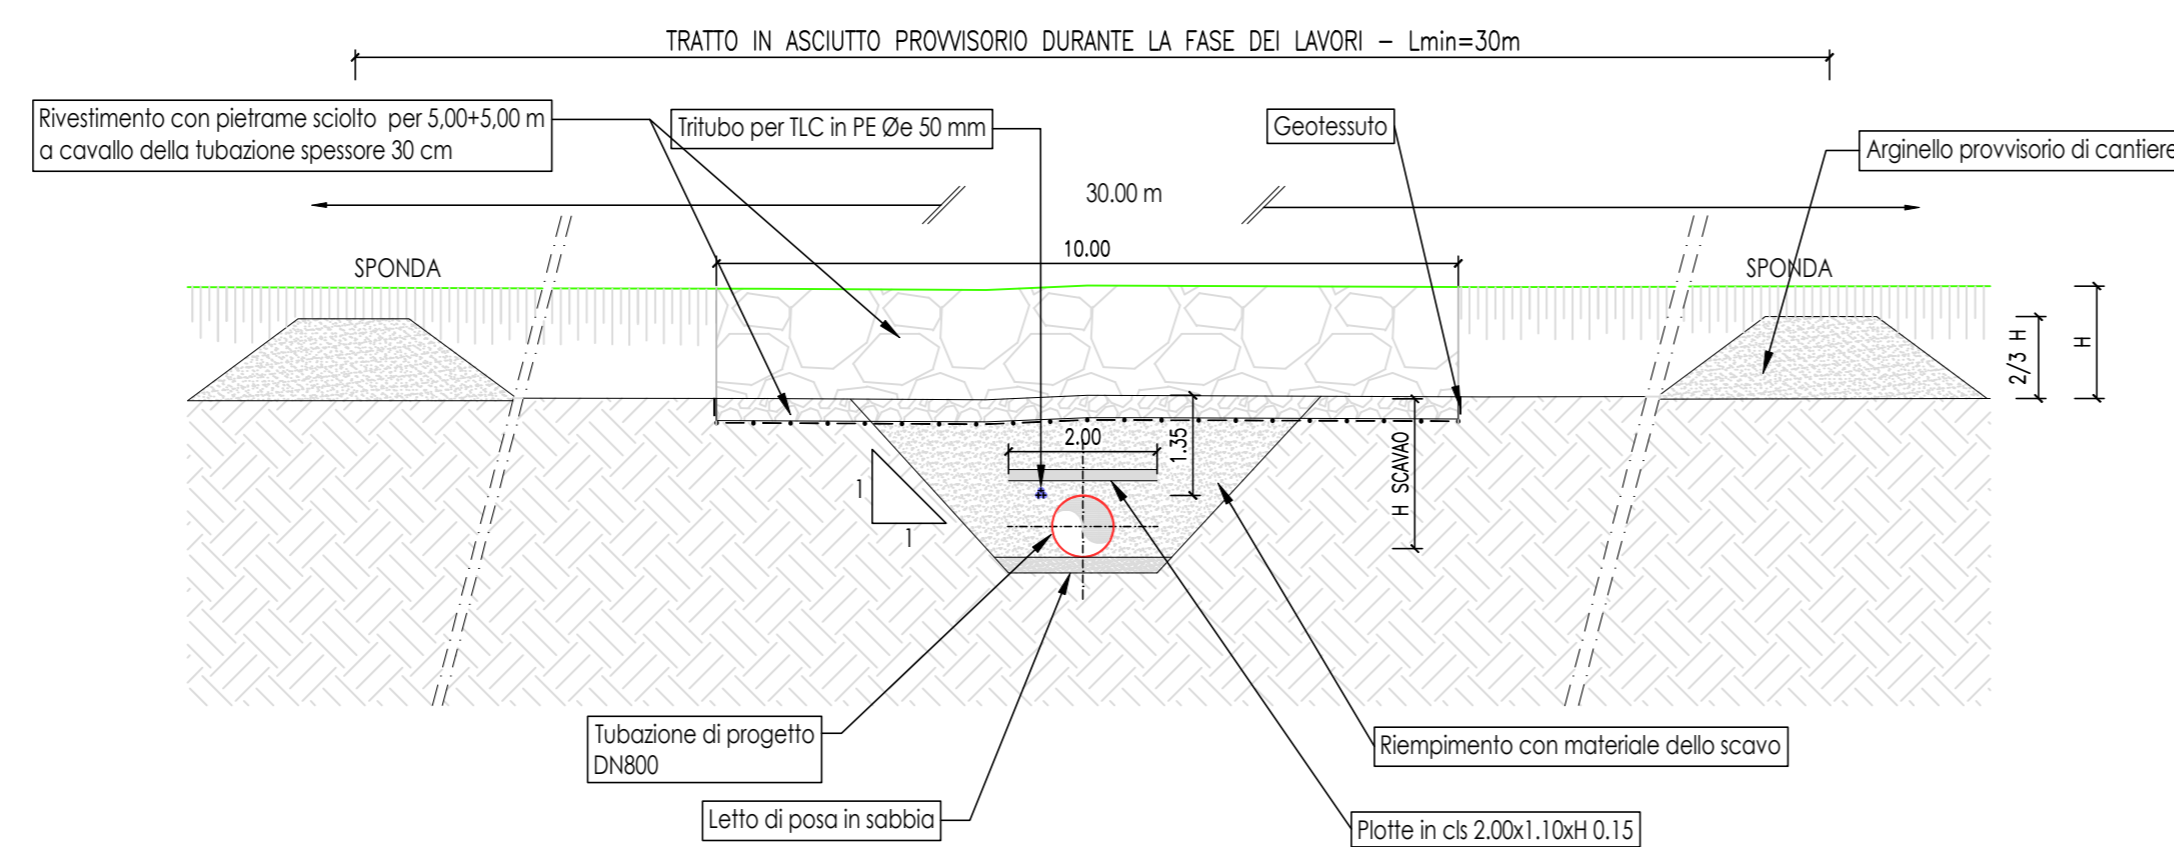 TRATTO IN ASCIUTTO PROVVISORIO DURANTE LA FASE DEI LAVORI – Lmin=30m
Rivestimento con pietrame sciolto per 5,00+5,00 m
a cavallo della tubazione spessore 30 cm
Tritubo per TLC in PE Øe 50 mm
Geotessuto
Arginello provvisorio di cantiere
30.00 m
10.00
SPONDA
SPONDA
2/3 H
H
2.00
1.35
H SCAVAO
1
1
Tubazione di progetto
DN800
Riempimento con materiale dello scavo
Letto di posa in sabbia
Plotte in cls 2.00x1.10xH 0.15